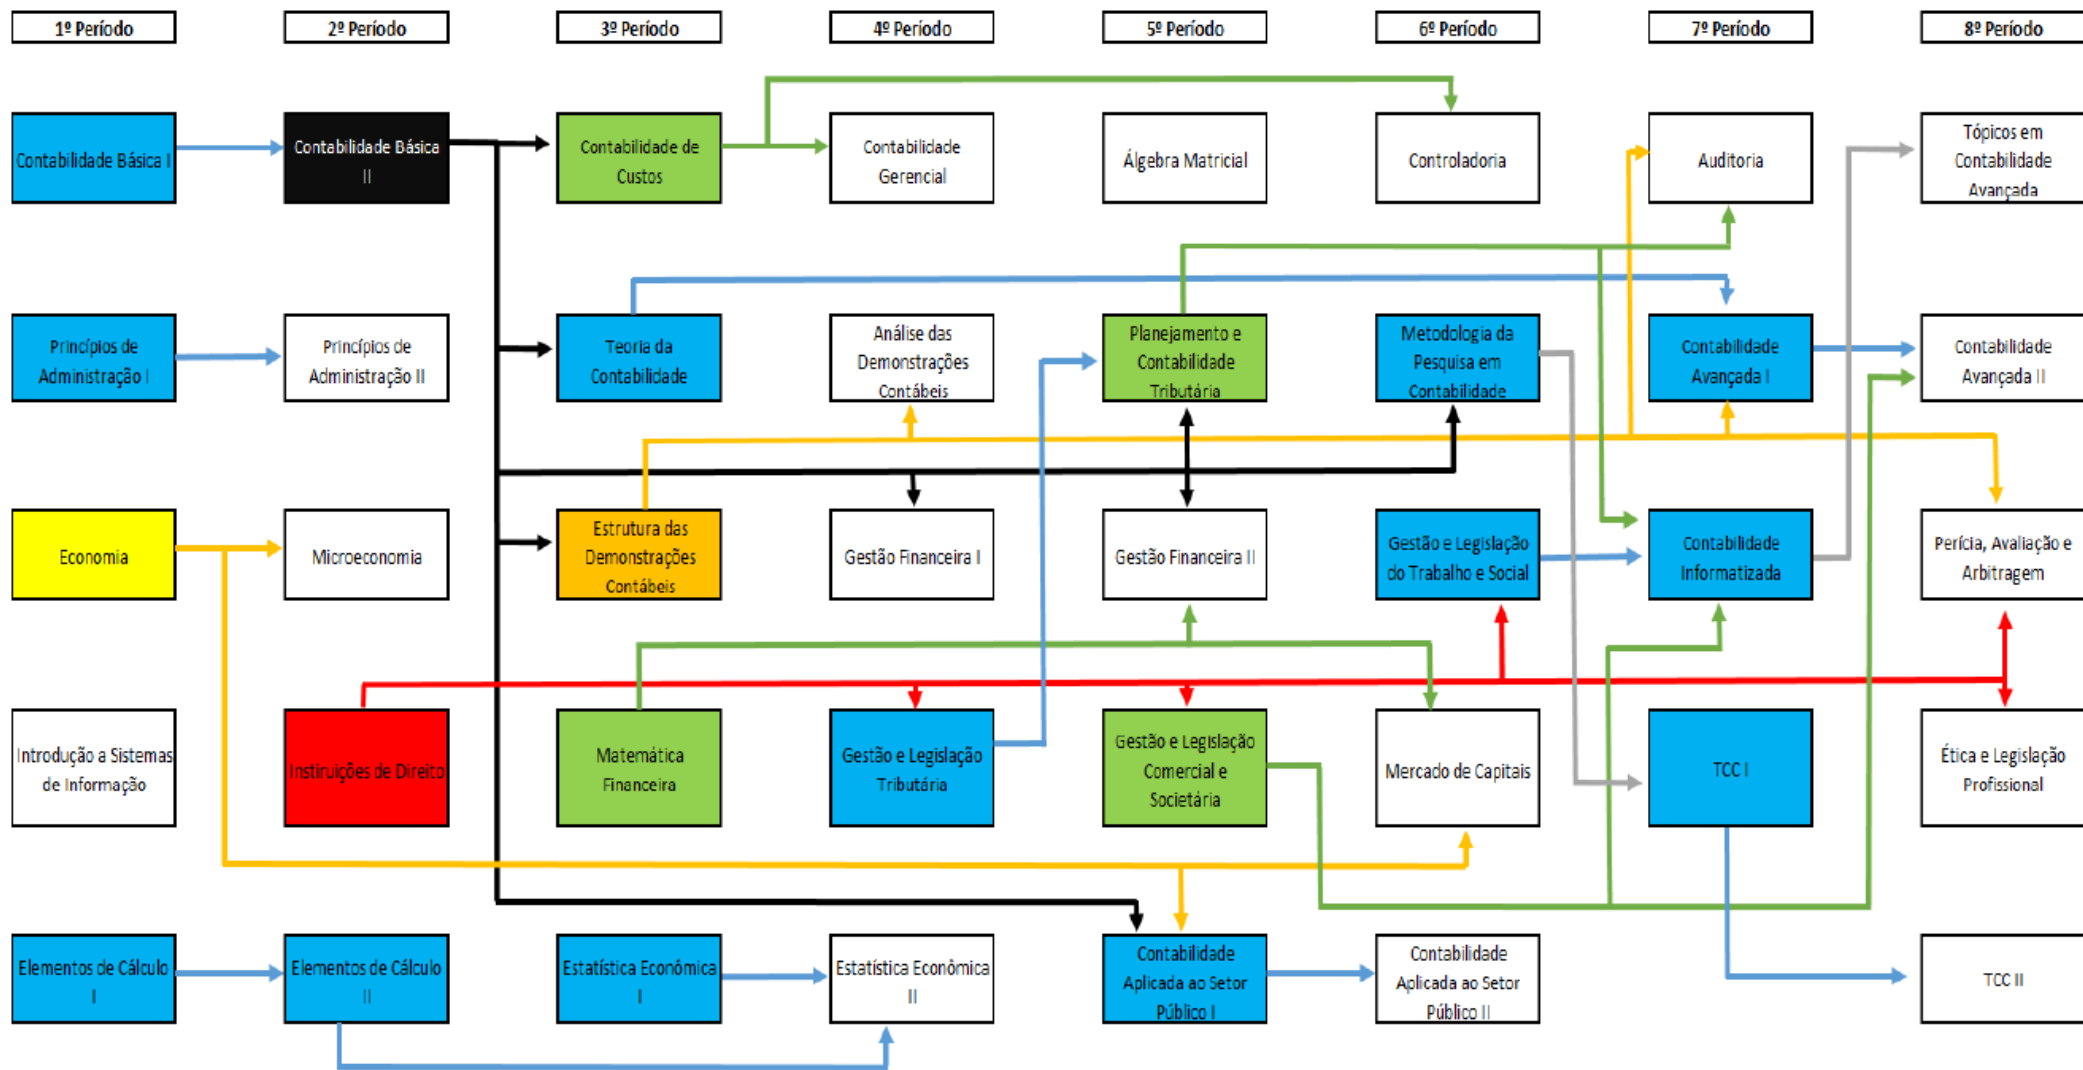 1º Período
2º Período
3º Período
4º Período
5º Período
6º Período
7º Período
8º Período
Contabilidade Básica I
Contabilidade Básica
II
Contabilidade de
Custos
Contabilidade
Gerencial
Álgebra Matricial
Controladoria
Auditoria
Tópicos em
Contabilidade
Avançada
Princípios de
Administração I
Princípios de
Administração II
Teoria da
Contabilidade
Análise das
Demonstrações
Contábeis
Planejamento e
Contabilidade
Tributária
Metodologia da
Pesquisa em
Contabilidade
Contabilidade
Avançada I
Contabilidade
Avançada II
Economia
Microeconomia
Estrutura das
Demonstrações
Contábeis
Gestão Financeira I
Gestão Financeira II
Gestão e Legislação
do Trabalho e Social
Contabilidade
Informatizada
Perícia, Avaliação e
Arbitragem
Introdução a Sistemas
de Informação
Instiruições de Direito
Matemática
Financeira
Gestão e Legislação
Tributária
Gestão e Legislação
Comercial e
Societária
Mercado de Capitais
TCC I
Ética e Legislação
Profissional
Elementos de Cálculo
I
Elementos de Cálculo
II
Estatística Econômica
I
Estatística Econômica
II
Contabilidade
Aplicada ao Setor
Público I
Contabilidade
Aplicada ao Setor
Público II
TCC II